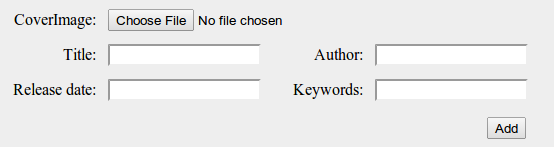 CoverImage: Choose File No file chosen
Title: Author:
Release date: Keywords:
Add